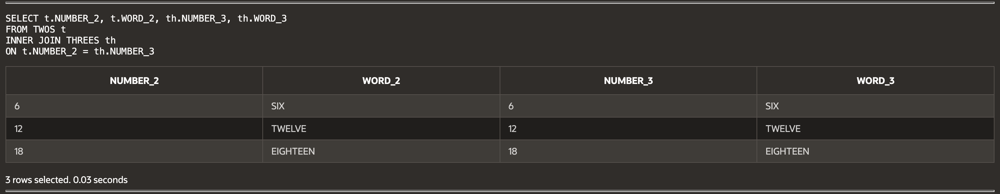 SELECT t.NUMBER_2, t.WORD_2, th.NUMBER_3, th.WORD_3
FROM TWOS t
INNER JOIN THREES th
ON t.NUMBER_2 = th.NUMBER_3
NUMBER_2 WORD_2 NUMBER_3 WORD_3
6 SIX 6 SIX
12 TWELVE 12 TWELVE
18 EIGHTEEN 18 EIGHTEEN
3 rows selected. 0.03 seconds